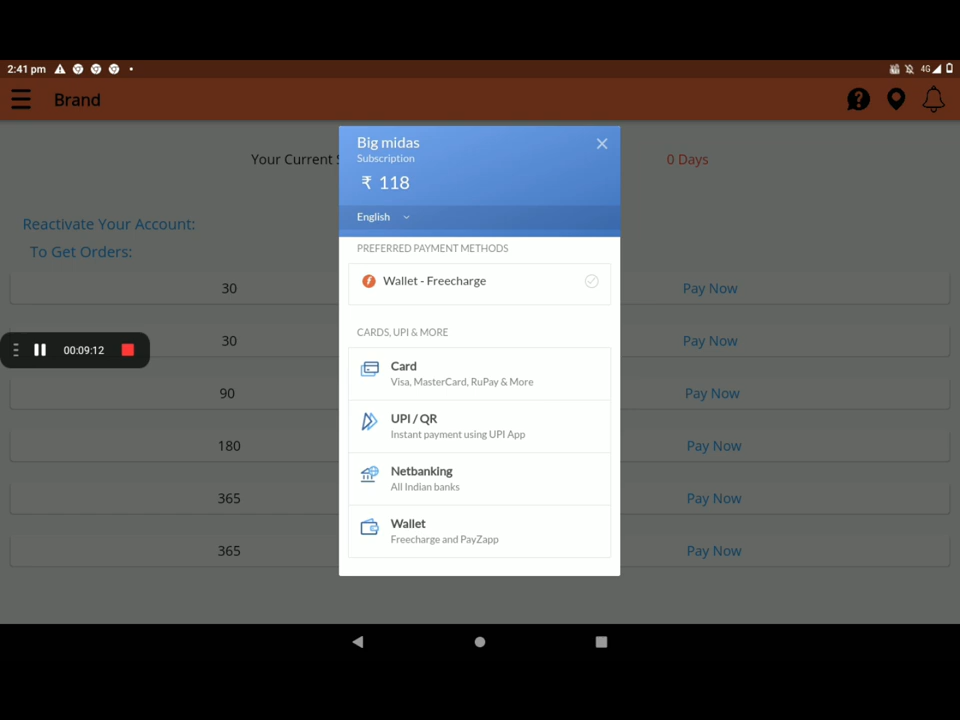 2:41 pm
4G
Brand
Big midas
Subscription
₹ 118
English
Your Current S
0 Days
Reactivate Your Account:
To Get Orders:
PREFERRED PAYMENT METHODS
Wallet - Freecharge
30 Pay Now
CARDS, UPI & MORE
30 Pay Now
00:09:12
Card
Visa, MasterCard, RuPay & More
90 Pay Now
UPI / QR
Instant payment using UPI App
180 Pay Now
Netbanking
All Indian banks
365 Pay Now
Wallet
Freecharge and PayZapp
365 Pay Now